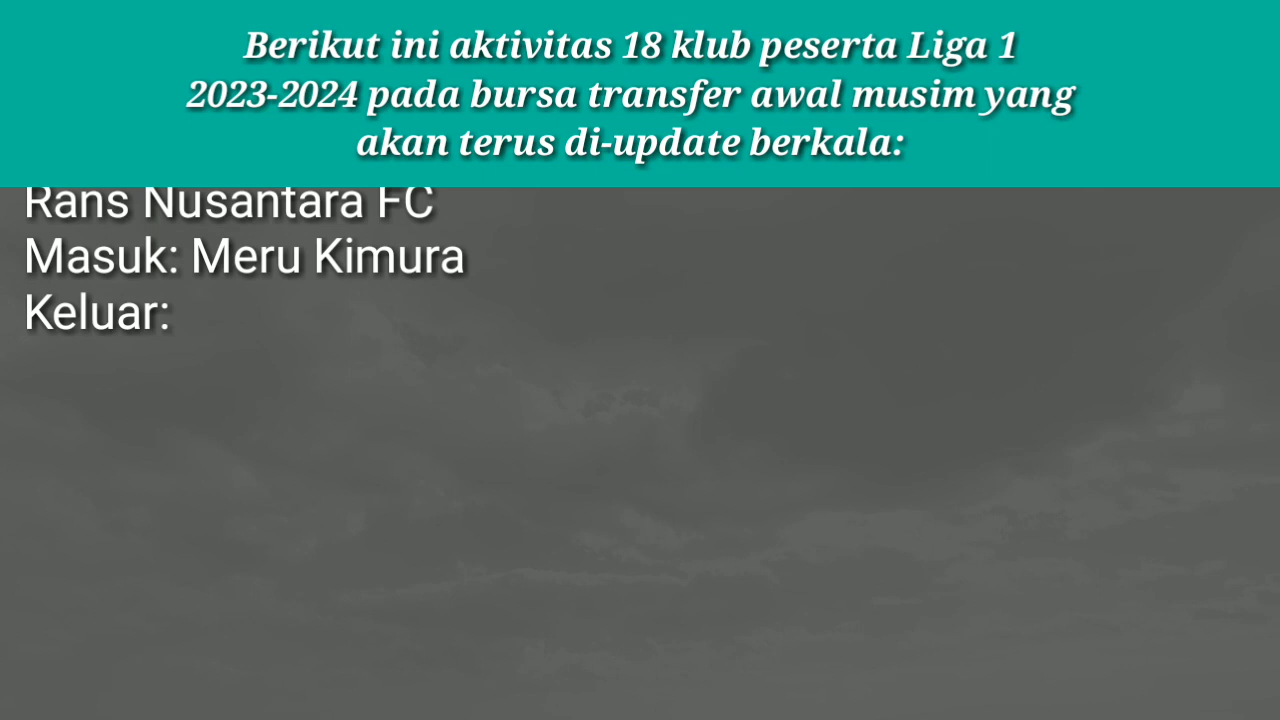 Berikut ini aktivitas 18 klub peserta Liga 1
2023-2024 pada bursa transfer awal musim yang
akan terus di-update berkala:
Rans Nusantara FC
Masuk: Meru Kimura
Keluar: